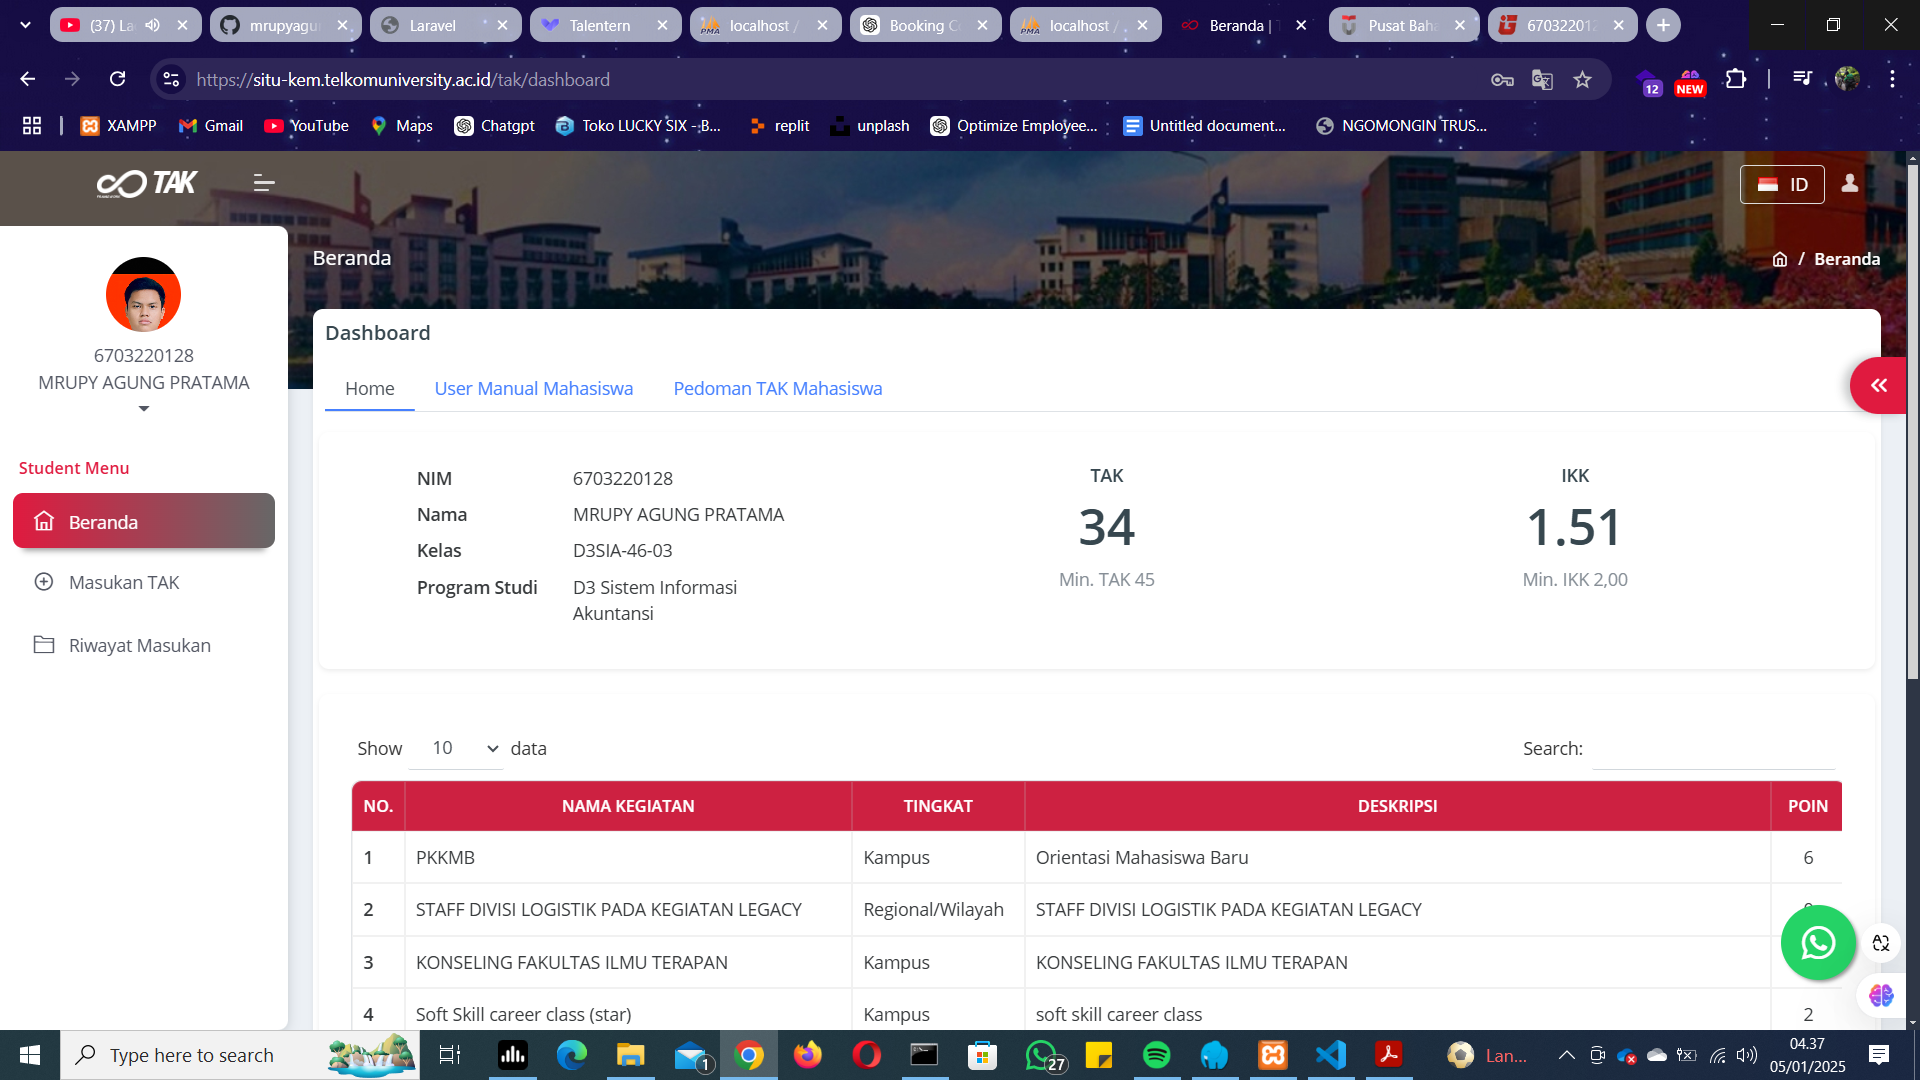 (37) La
mrupyagu
Laravel
Talentern
localhost /
Booking C
localhost /
Beranda | T
Pusat Baha
670322012
https://situ-kem.telkomuniversity.ac.id/tak/dashboard
12
NEW
XAMPP
Gmail
YouTube
Maps
Chatgpt
Toko LUCKY SIX - B...
replit
unplash
Optimize Employee...
Untitled document...
NGOMONGIN TRUS...
TAK
ID
Beranda
/ Beranda
6703220128
MRUPY AGUNG PRATAMA
Student Menu
Beranda
Masukan TAK
Riwayat Masukan
Dashboard
Home
User Manual Mahasiswa
Pedoman TAK Mahasiswa
NIM 6703220128
Nama MRUPY AGUNG PRATAMA
Kelas D3SIA-46-03
Program Studi D3 Sistem Informasi
Akuntansi
TAK
34
Min. TAK 45
IKK
1.51
Min. IKK 2,00
Show 10 data
Search:
NO. NAMA KEGIATAN TINGKAT DESKRIPSI POIN
1 PKKMB Kampus Orientasi Mahasiswa Baru 6
2 STAFF DIVISI LOGISTIK PADA KEGIATAN LEGACY Regional/Wilayah STAFF DIVISI LOGISTIK PADA KEGIATAN LEGACY
3 KONSELING FAKULTAS ILMU TERAPAN Kampus KONSELING FAKULTAS ILMU TERAPAN
4 Soft Skill career class (star) Kampus soft skill career class 2
Type here to search
1
27
Lan...
04.37
05/01/2025